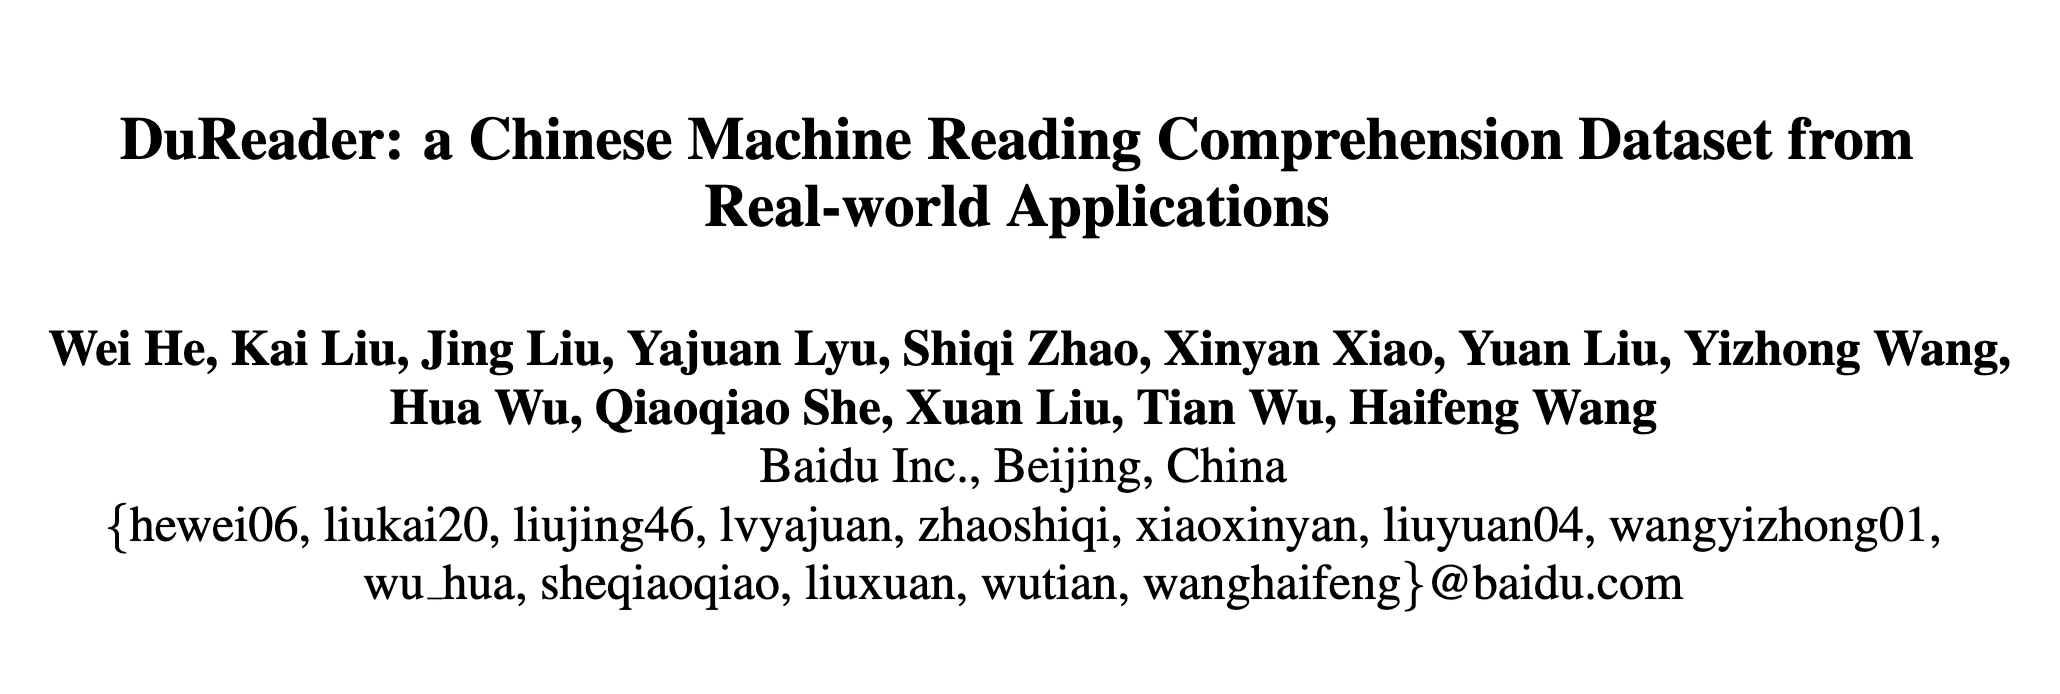 DuReader: a Chinese Machine Reading Comprehension Dataset from
Real-world Applications
Wei He, Kai Liu, Jing Liu, Yajuan Lyu, Shiqi Zhao, Xinyan Xiao, Yuan Liu, Yizhong Wang,
Hua Wu, Qiaoqiao She, Xuan Liu, Tian Wu, Haifeng Wang
Baidu Inc., Beijing, China
{hewei06, liukai20, liujing46, lvyajuan, zhaoshiqi, xiaoxinyan, liuyuan04, wangyizhong01,
wu_hua, sheqiaoqiao, liuxuan, wutian, wanghaifeng}@baidu.com